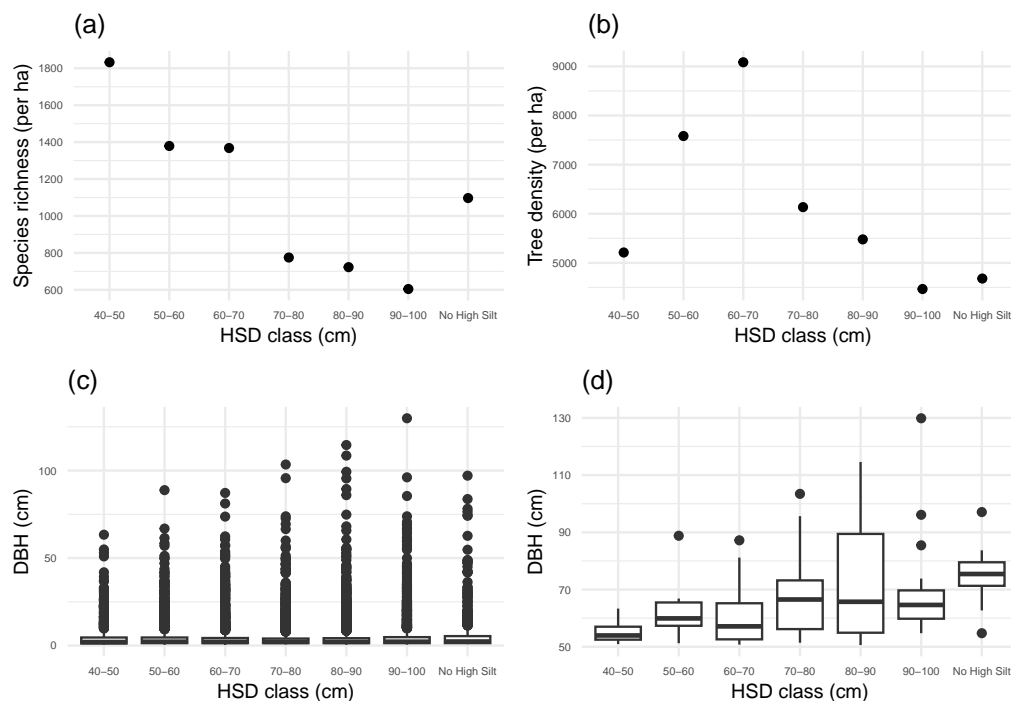 (a)
Species richness (per ha)
1800
1600
1400
1200
1000
800
600
40–50 50–60 60–70 70–80 80–90 90–100 No High Silt
HSD class (cm)
(b)
Tree density (per ha)
9000
8000
7000
6000
5000
40–50 50–60 60–70 70–80 80–90 90–100 No High Silt
HSD class (cm)
(c)
DBH (cm)
100
50
0
40–50 50–60 60–70 70–80 80–90 90–100 No High Silt
HSD class (cm)
(d)
DBH (cm)
130
110
90
70
50
40–50 50–60 60–70 70–80 80–90 90–100 No High Silt
HSD class (cm)